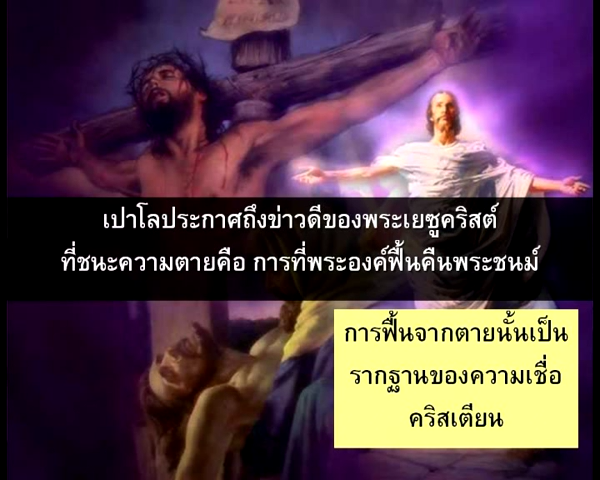 เปาโลประกาศถึงข่าวดีของพระเยซูคริสต์
ที่ชนะความตายคือ การที่พระองค์ฟื้นคืนพระชนม์
การฟื้นจากตายนั้นเป็น
รากฐานของความเชื่อ
คริสเตียน